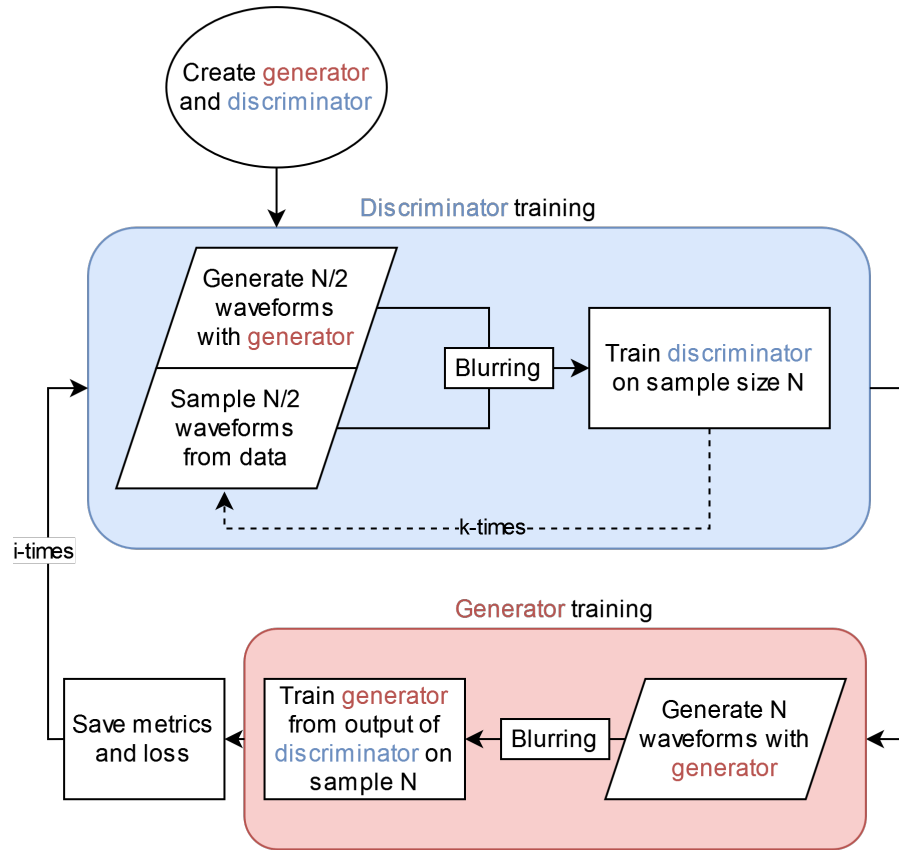 Create generator
and discriminator
Discriminator training
Generate N/2
waveforms
with generator
Sample N/2
waveforms
from data
Blurring
Train discriminator
on sample size N
k-times
i-times
Generator training
Generate N
waveforms with
generator
Blurring
Train generator
from output of
discriminator on
sample N
Save metrics
and loss